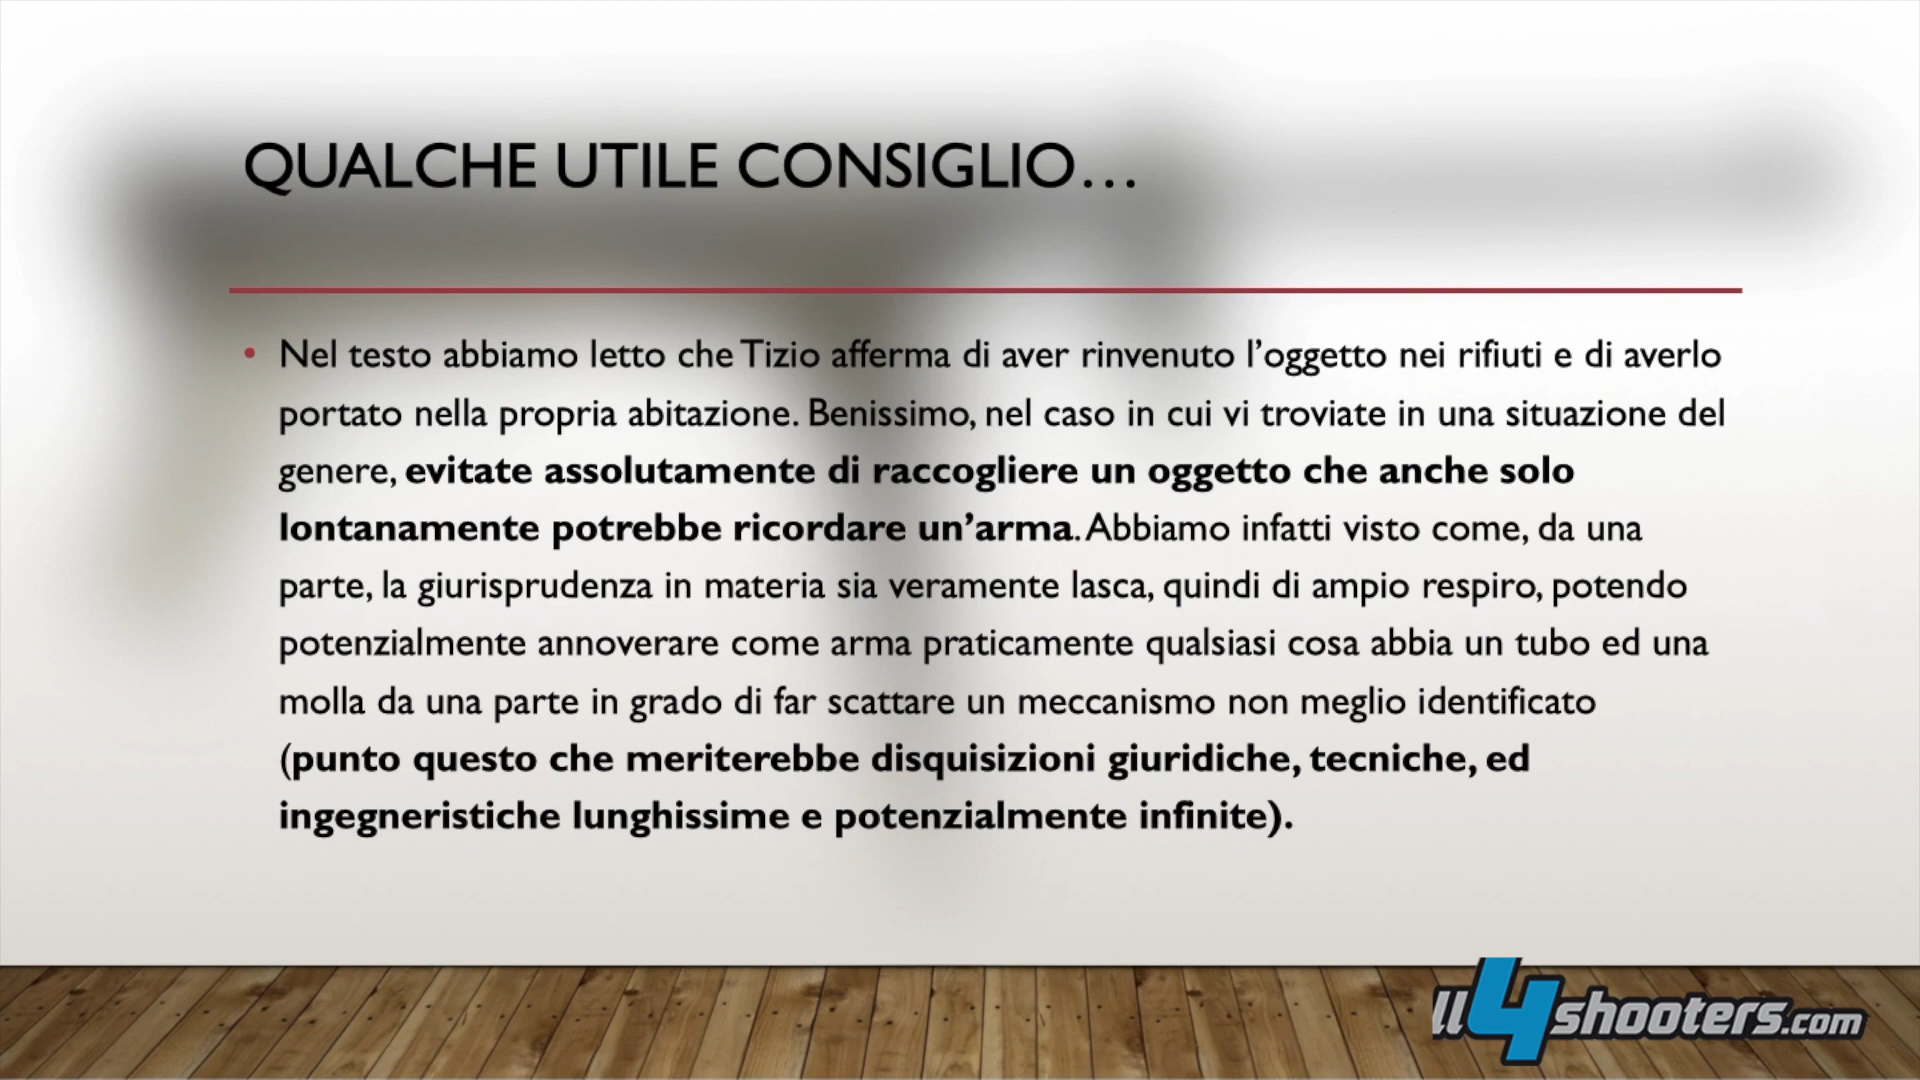 QUALCHE UTILE CONSIGLIO…
• Nel testo abbiamo letto che Tizio afferma di aver rinvenuto l’oggetto nei rifiuti e di averlo
portato nella propria abitazione. Benissimo, nel caso in cui vi troviate in una situazione del
genere, evitate assolutamente di raccogliere un oggetto che anche solo
lontanamente potrebbe ricordare un’arma. Abbiamo infatti visto come, da una
parte, la giurisprudenza in materia sia veramente lasca, quindi di ampio respiro, potendo
potenzialmente annoverare come arma praticamente qualsiasi cosa abbia un tubo ed una
molla da una parte in grado di far scattare un meccanismo non meglio identificato
(punto questo che meriterebbe disquisizioni giuridiche, tecniche, ed
ingegneristiche lunghissime e potenzialmente infinite).
ll4shooters.com